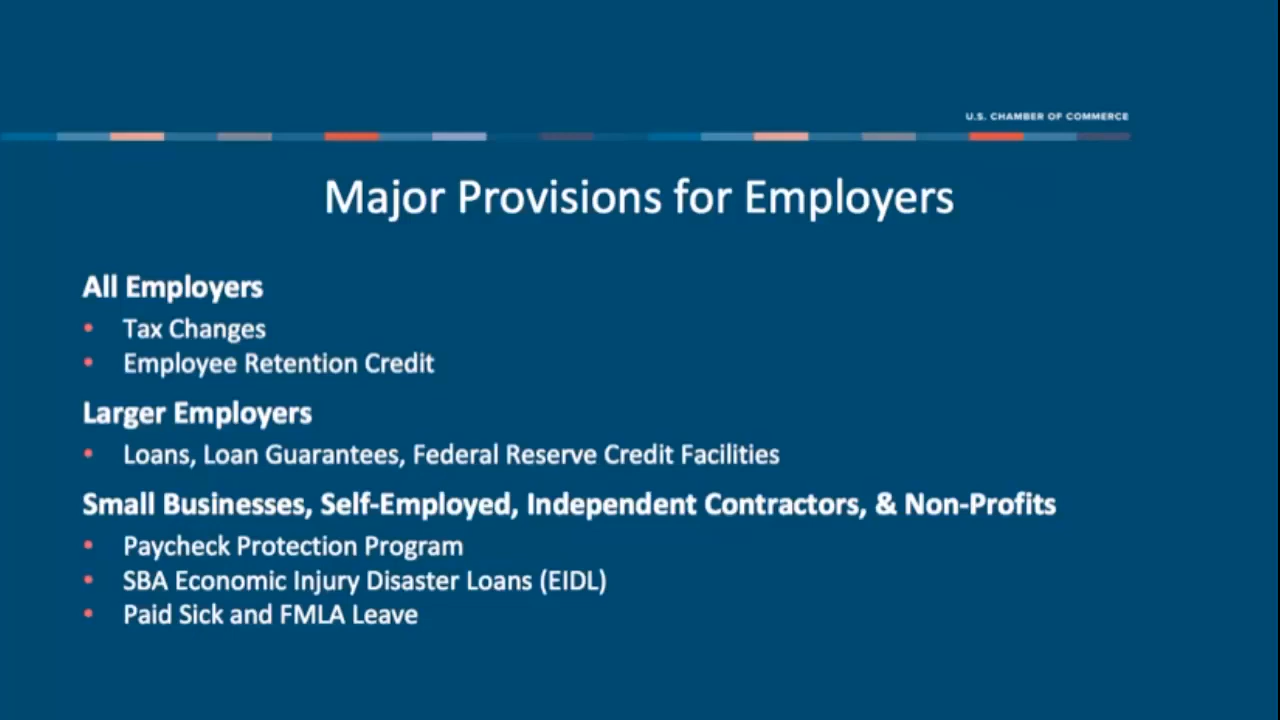 U.S. CHAMBER OF COMMERCE
Major Provisions for Employers
All Employers
• Tax Changes
• Employee Retention Credit
Larger Employers
• Loans, Loan Guarantees, Federal Reserve Credit Facilities
Small Businesses, Self-Employed, Independent Contractors, & Non-Profits
• Paycheck Protection Program
• SBA Economic Injury Disaster Loans (EIDL)
• Paid Sick and FMLA Leave